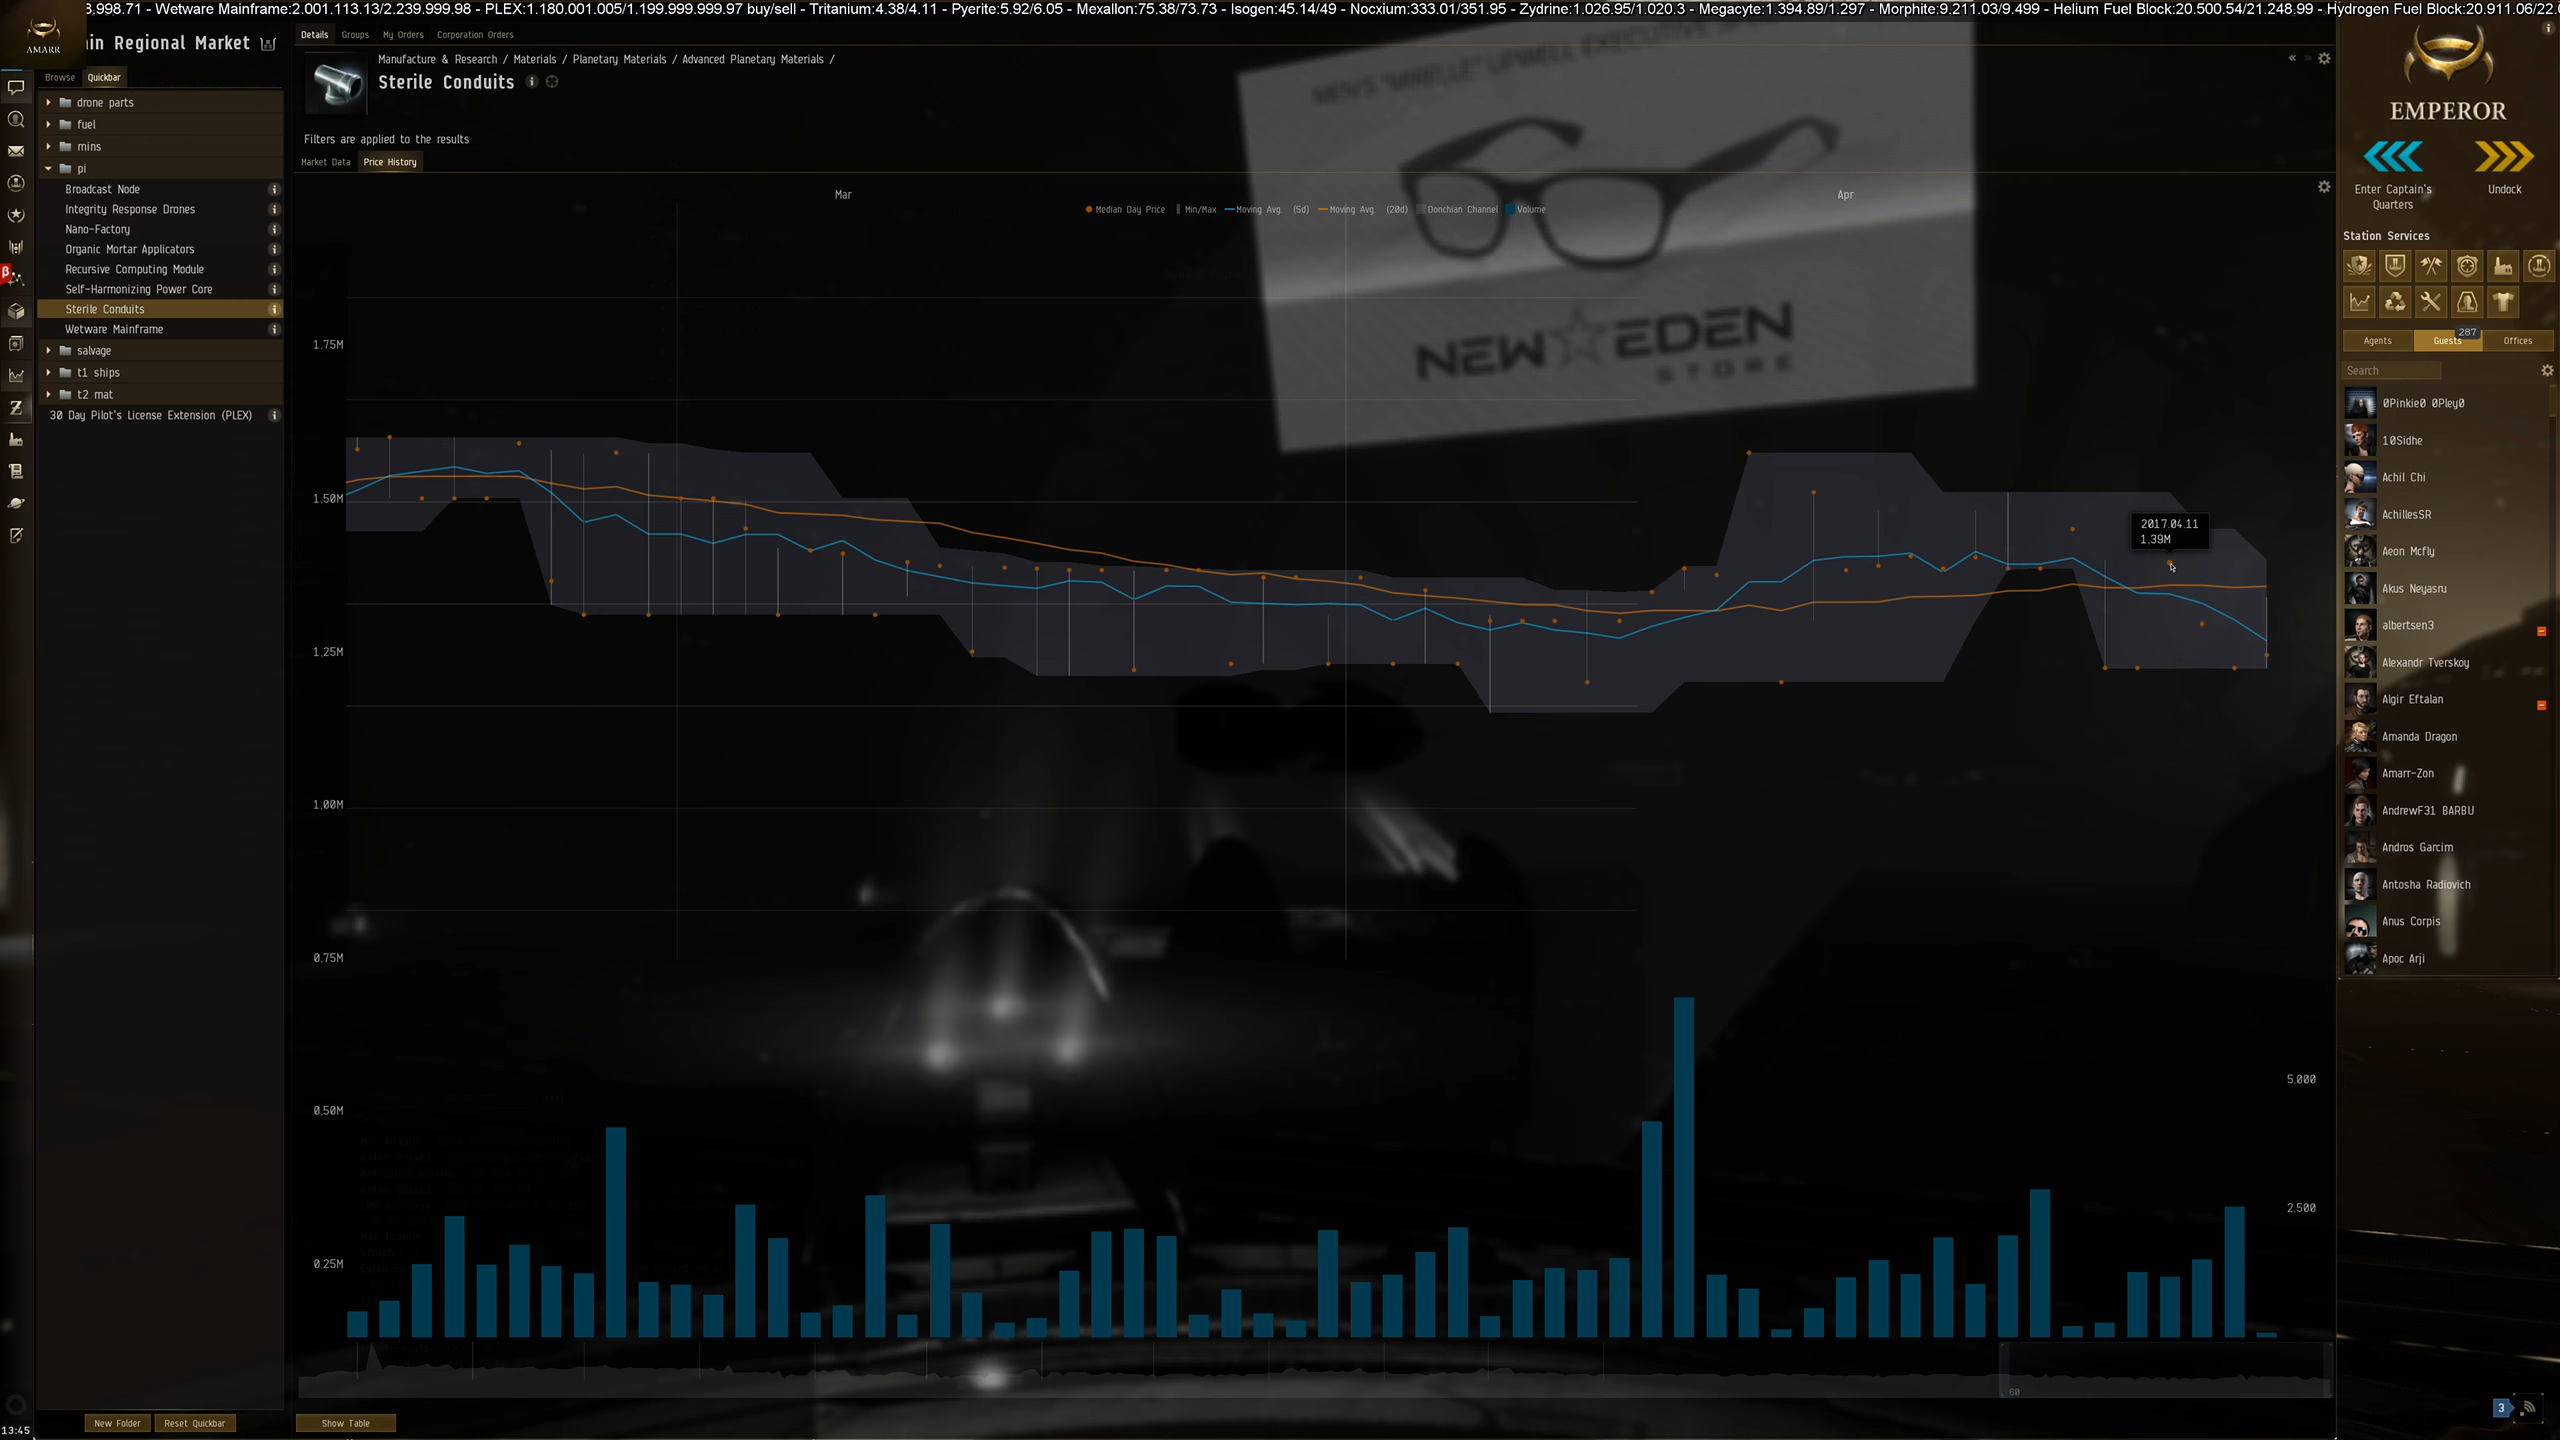 3,998.71 - Wetware Mainframe:2.001.113.13/2.239.999.98 - PLEX:1.180.001.005/1.199.999.999.97 buy/sell - Tritanium:4.38/4.11 - Pyerite:5.92/6.05 - Mexallon:75.38/73.73 - Isogen:45.14/49 - Nocxium:333.01/351.95 - Zydrine:1.026.95/1.020.3 - Megacyte:1.394.89/1.297 - Morphite:9.211.03/9.499 - Helium Fuel Block:20.500.54/21.248.99 - Hydrogen Fuel Block:20.911.06/22.0
AMARR
in Regional Market
Browse Quickbar
drone parts
fuel
mins
pi
Broadcast Node
Integrity Response Drones
Nano-Factory
Organic Mortar Applicators
Recursive Computing Module
Self-Harmonizing Power Core
Sterile Conduits
Wetware Mainframe
salvage
t1 ships
t2 mat
30 Day Pilot's License Extension (PLEX)
New Folder Reset Quickbar
13:45
β
Z
Details Groups My Orders Corporation Orders
Manufacture & Research / Materials / Planetary Materials / Advanced Planetary Materials /
Sterile Conduits
Filters are applied to the results
Market Data Price History
Mar Apr
Median Day Price Min/Max Moving Avg. (5d) Moving Avg. (20d) Donchian Channel Volume
MEN'S "MIRELLE" UPWELL EXECUTIVE
NEW EDEN
STORE
1,75M
1,50M
2017.04.11
1,39M
1,25M
1,00M
0,75M
0,50M
0,25M
5.000
2.500
60
Show Table
EMPEROR
Enter Captain's
Quarters
Undock
Station Services
287
Agents Guests Offices
Search
0Pinkie0 0Pley0
10Sidhe
Achil Chi
AchillesSR
Aeon Mcfly
Akus Neyasru
albertsen3
Alexandr Tverskoy
Algir Eftalan
Amanda Dragon
Amarr-Zon
AndrewF31 BARBU
Andros Garcim
Antosha Radiovich
Anus Corpis
Apoc Arji
3